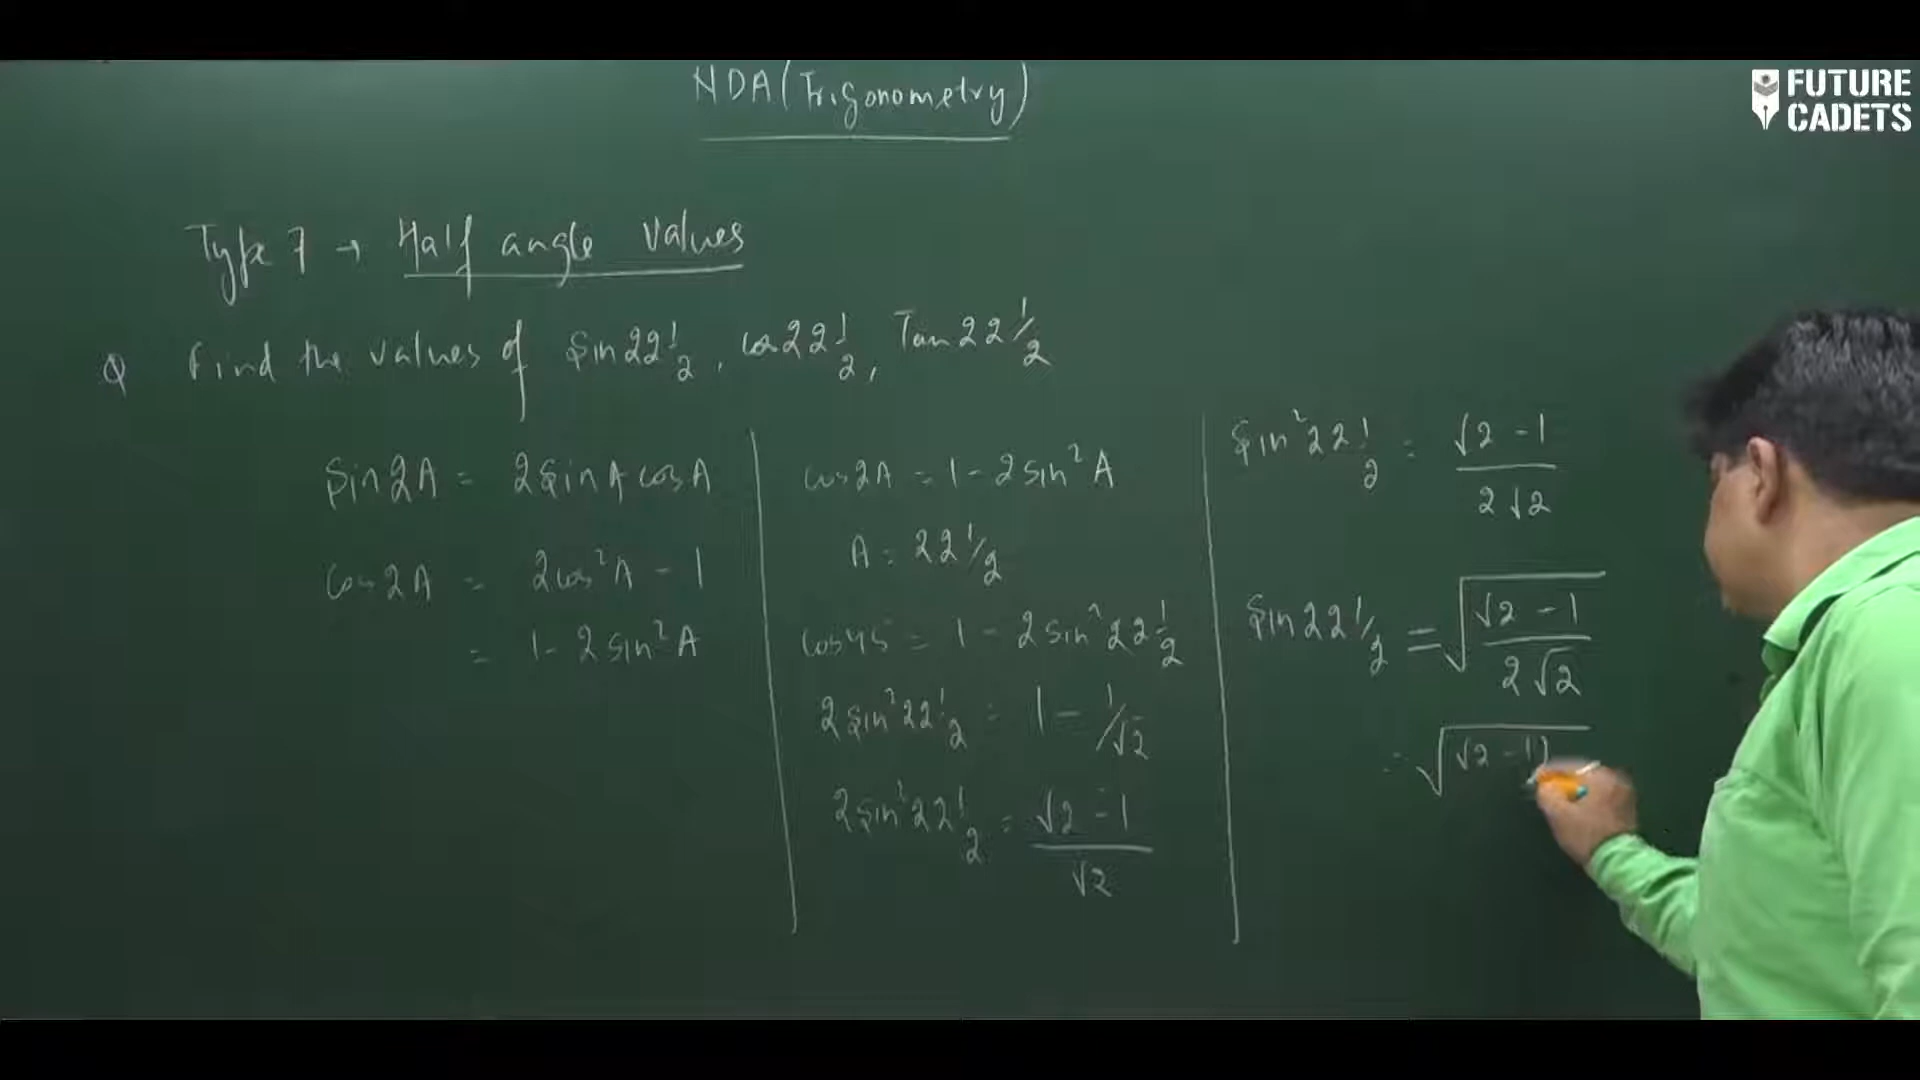 NDA (Trigonometry)
FUTURE
CADETS
Type 7 → Half angle values
Q Find the values of Sin 22 1/2, cos 22 1/2, Tan 22 1/2
Sin 2A = 2 Sin A cos A
cos 2A = 2cos²A - 1
= 1 - 2 sin²A
cos 2A = 1 - 2 sin²A
A = 22 1/2
cos 45° = 1 - 2 sin² 22 1/2
2 sin² 22 1/2 = 1 - 1/√2
2 sin² 22 1/2 = (√2 - 1)/√2
Sin² 22 1/2 = (√2 - 1)/(2√2)
Sin 22 1/2 = √((√2 - 1)/(2√2))
= √(√2 - 1)